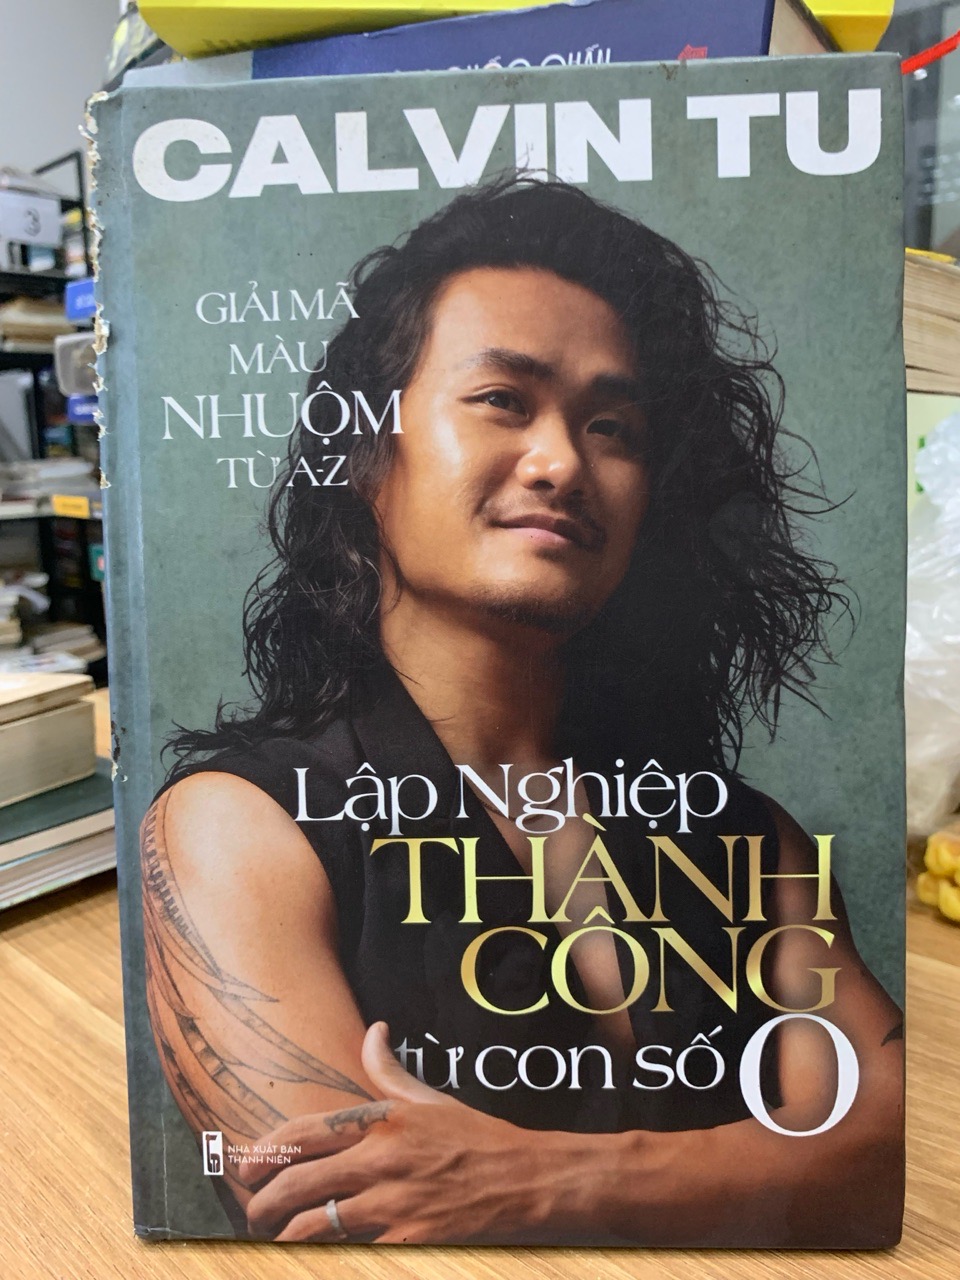 CALVIN TU
GIẢI MÃ
MÀU
NHUỘM
TỪ A-Z
Lập Nghiệp
THÀNH
CÔNG
từ con số 0
NHÀ XUẤT BẢN
THANH NIÊN
3